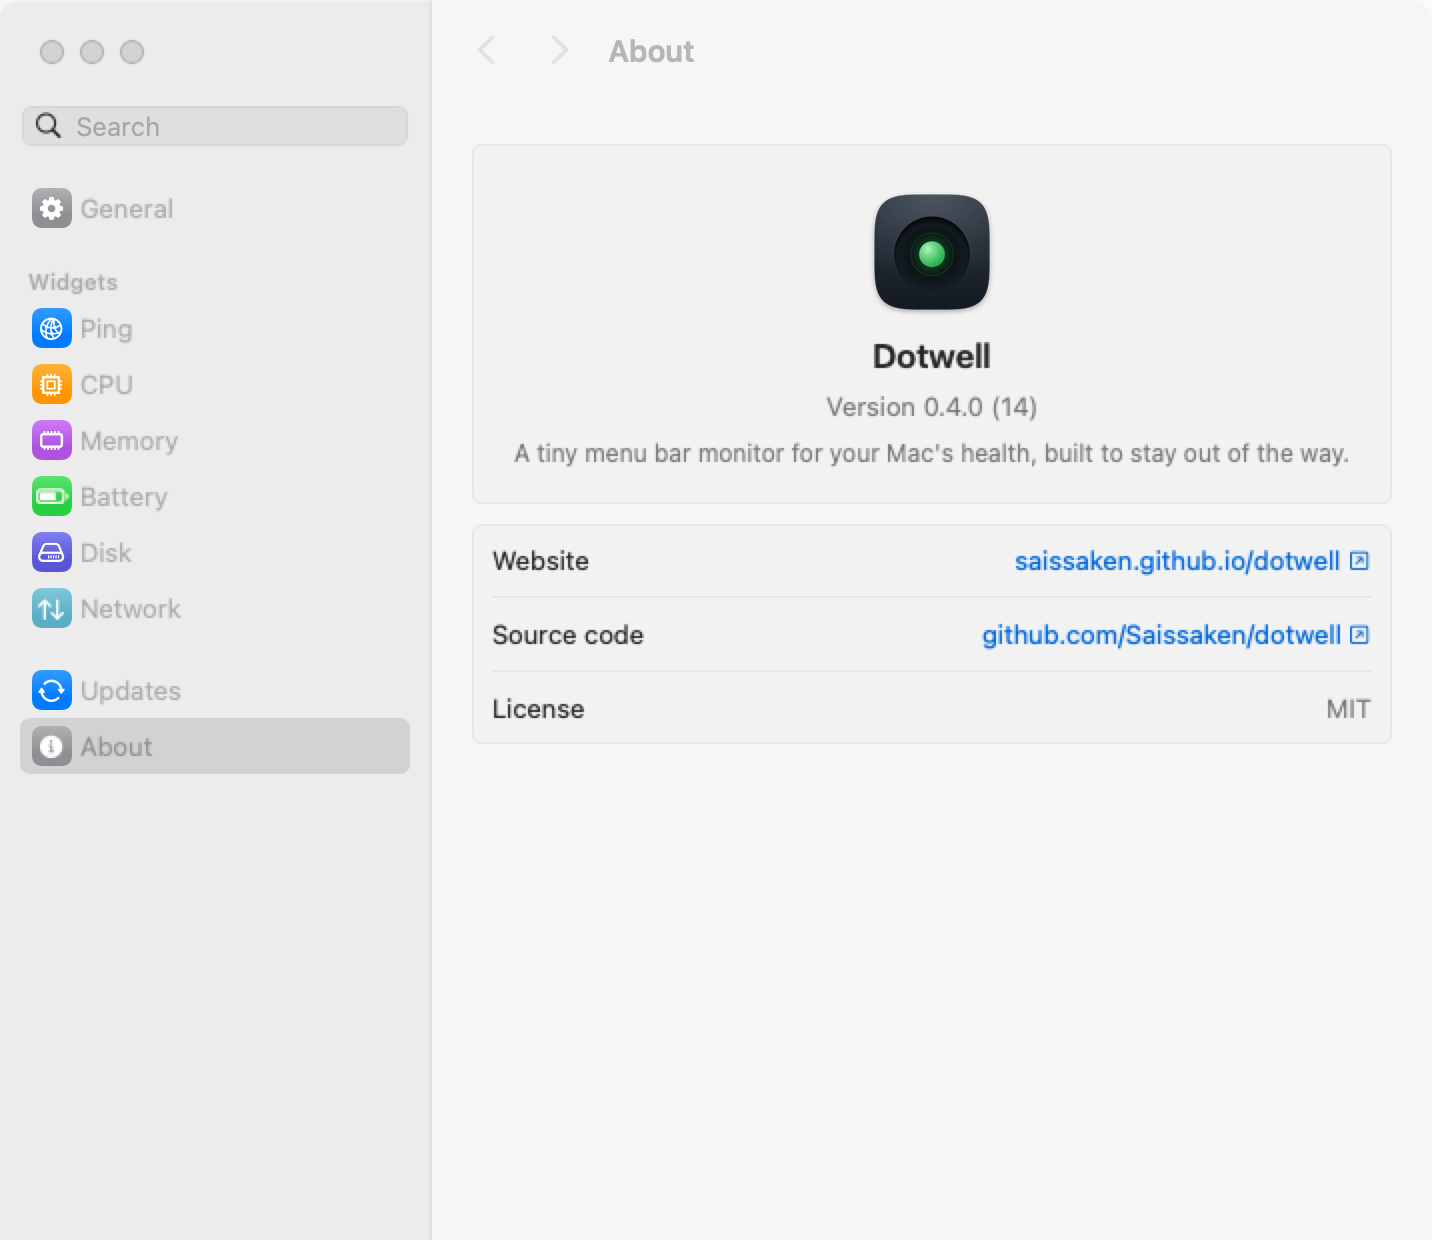 About
Search
General
Widgets
Ping
CPU
Memory
Battery
Disk
Network
Updates
About
Dotwell
Version 0.4.0 (14)
A tiny menu bar monitor for your Mac's health, built to stay out of the way.
Website saissaken.github.io/dotwell
Source code github.com/Saissaken/dotwell
License MIT